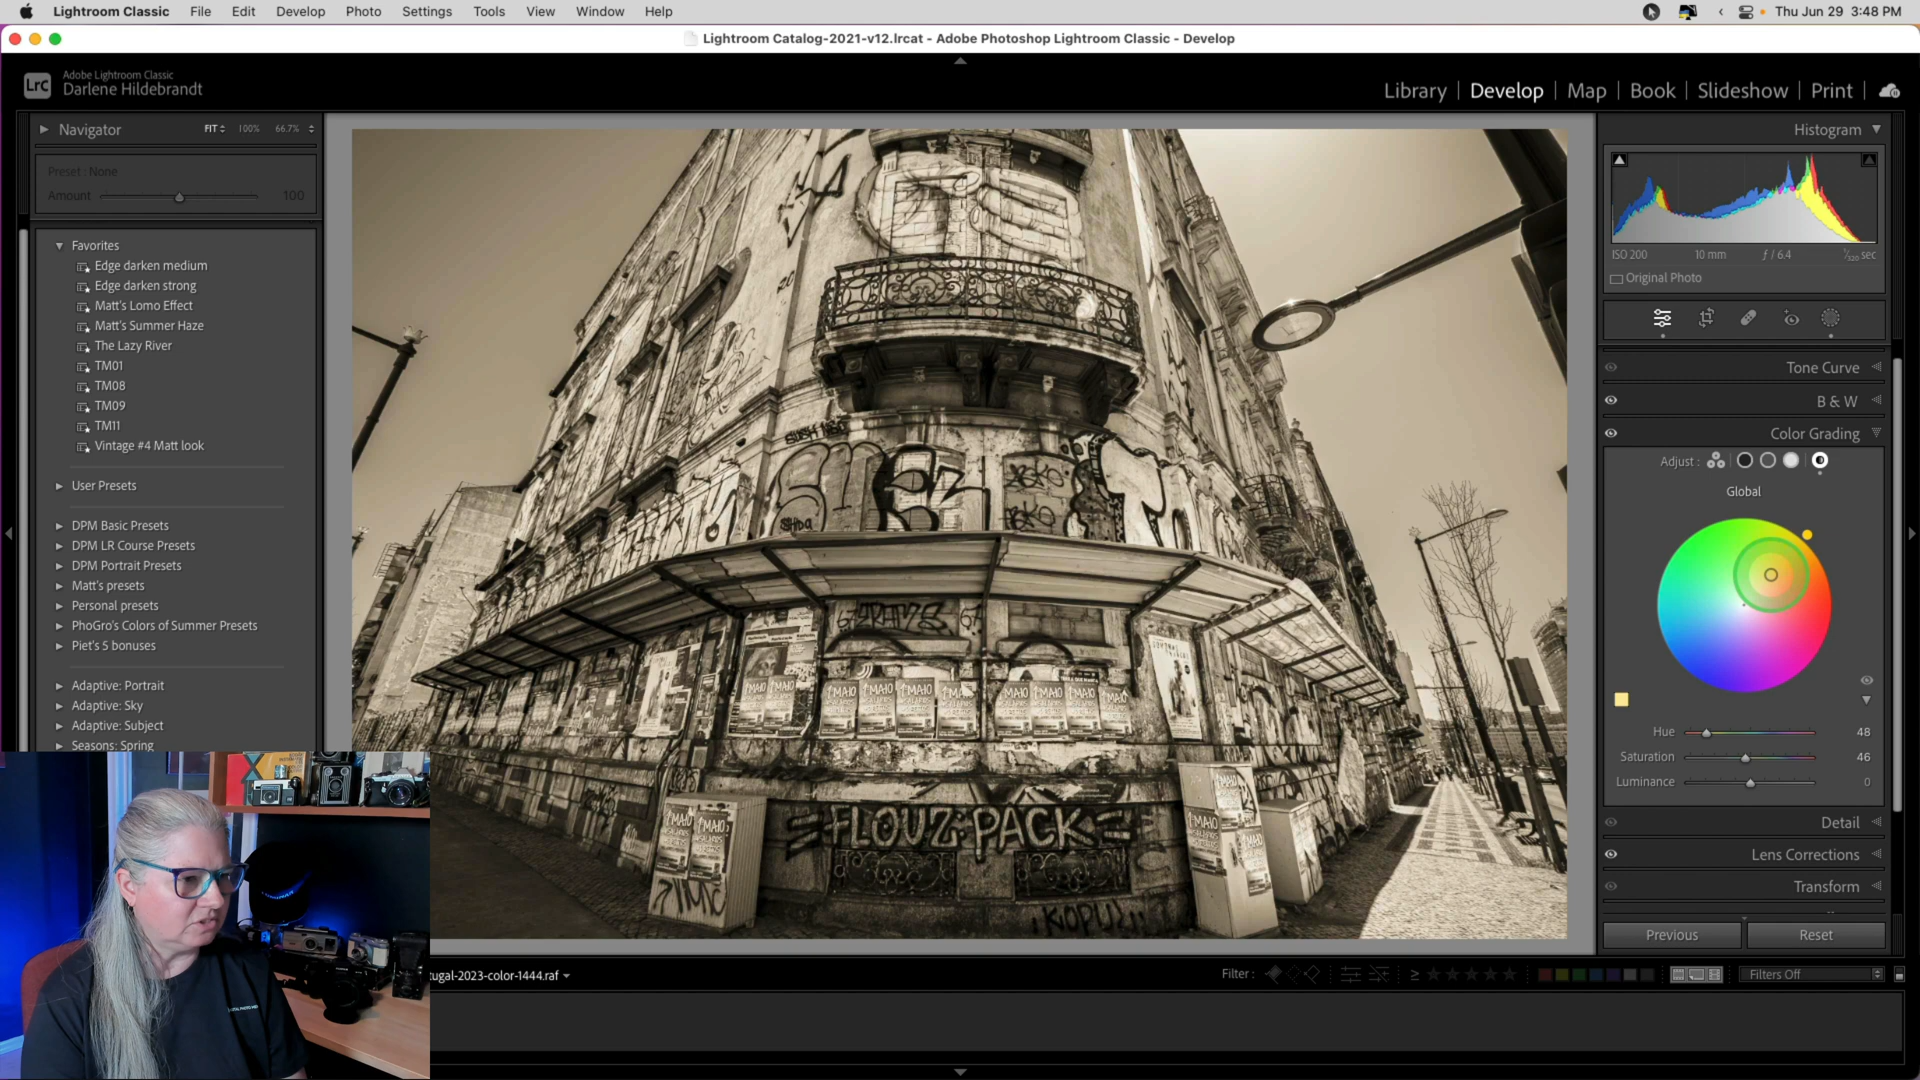 Lightroom Classic File Edit Develop Photo Settings Tools View Window Help
Thu Jun 29 3:48 PM
Lightroom Catalog-2021-v12.lrcat - Adobe Photoshop Lightroom Classic - Develop
Lrc
Adobe Lightroom Classic
Darlene Hildebrandt
Library | Develop | Map | Book | Slideshow | Print
Navigator FIT 100% 66.7%
Preset: None
Amount 100
Favorites
Edge darken medium
Edge darken strong
Matt's Lomo Effect
Matt's Summer Haze
The Lazy River
TM01
TM08
TM09
TM11
Vintage #4 Matt look
User Presets
DPM Basic Presets
DPM LR Course Presets
DPM Portrait Presets
Matt's presets
Personal presets
PhoGro's Colors of Summer Presets
Piet's 5 bonuses
Adaptive: Portrait
Adaptive: Sky
Adaptive: Subject
Seasons: Spring
FLOUZ-PACK
Histogram
ISO 200 10 mm ƒ / 6.4 1/320 sec
Original Photo
Tone Curve
B & W
Color Grading
Adjust :
Global
Hue 48
Saturation 46
Luminance 0
Detail
Lens Corrections
Transform
Previous Reset
tugal-2023-color-1444.raf
Filter : ≥ Filters Off